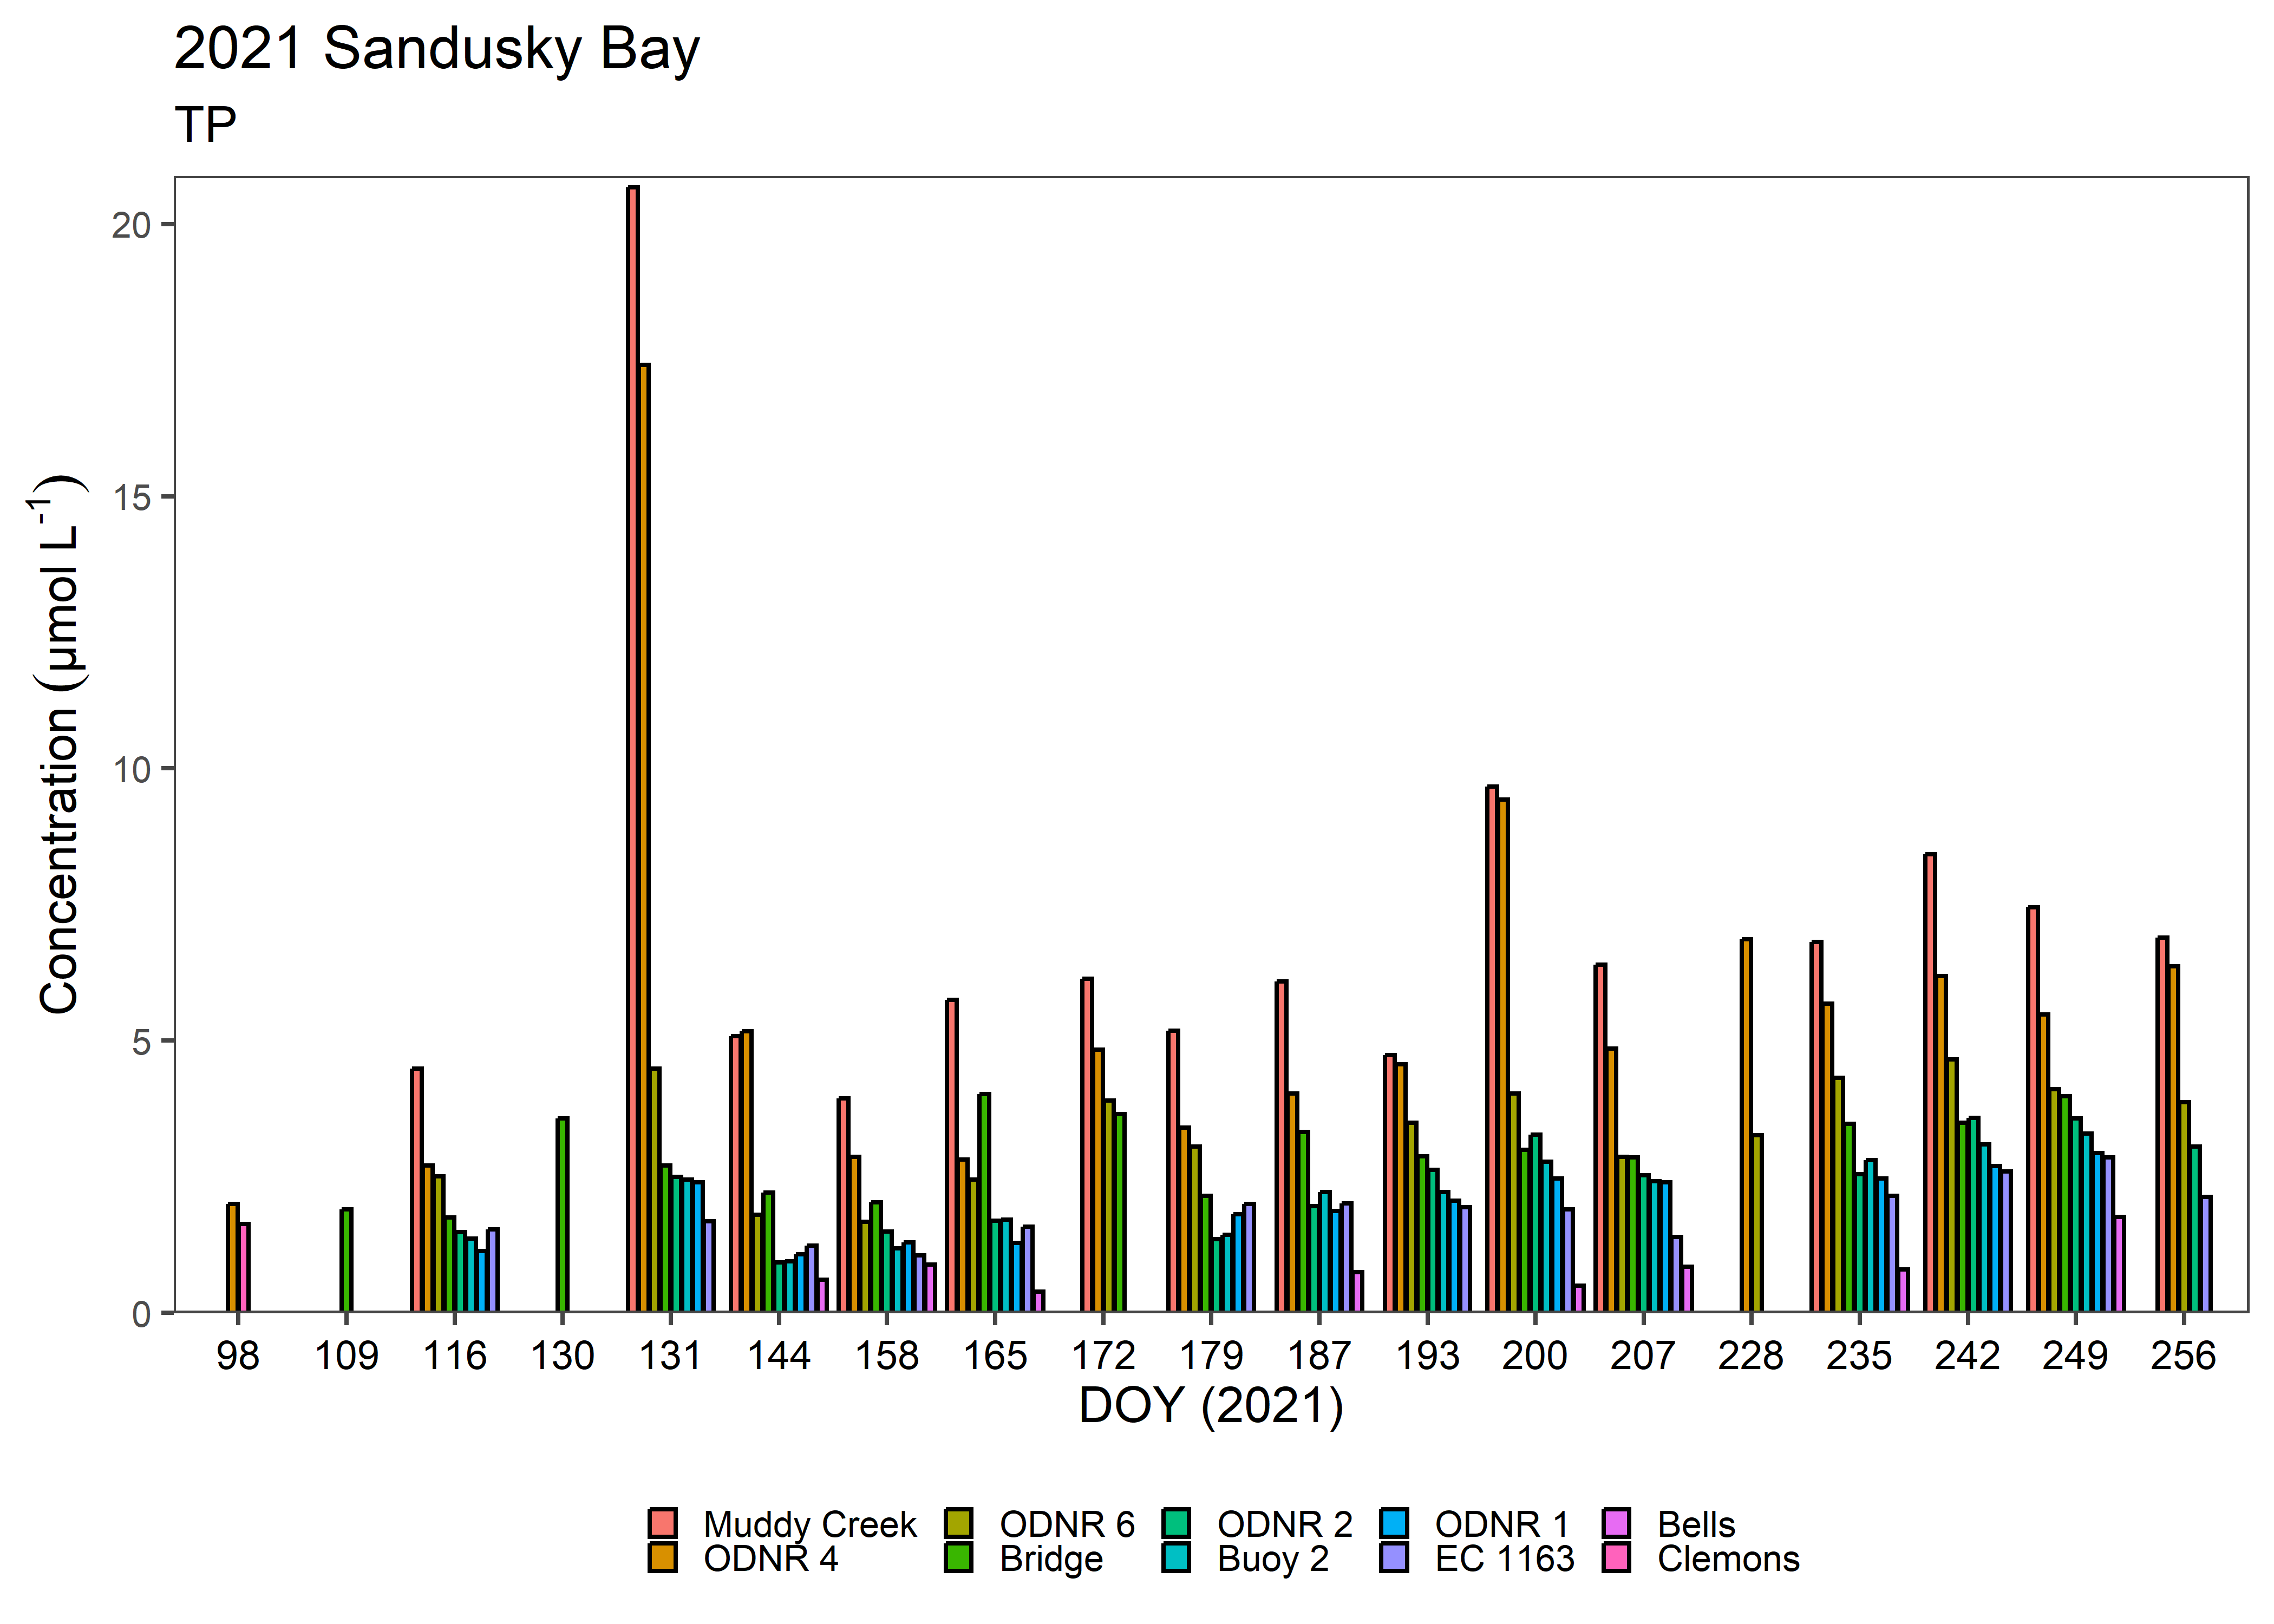 2021 Sandusky Bay
TP
Concentration (µmol L-1)
20
15
10
5
0
98 109 116 130 131 144 158 165 172 179 187 193 200 207 228 235 242 249 256
DOY (2021)
Muddy Creek ODNR 6 ODNR 2 ODNR 1 Bells
ODNR 4 Bridge Buoy 2 EC 1163 Clemons